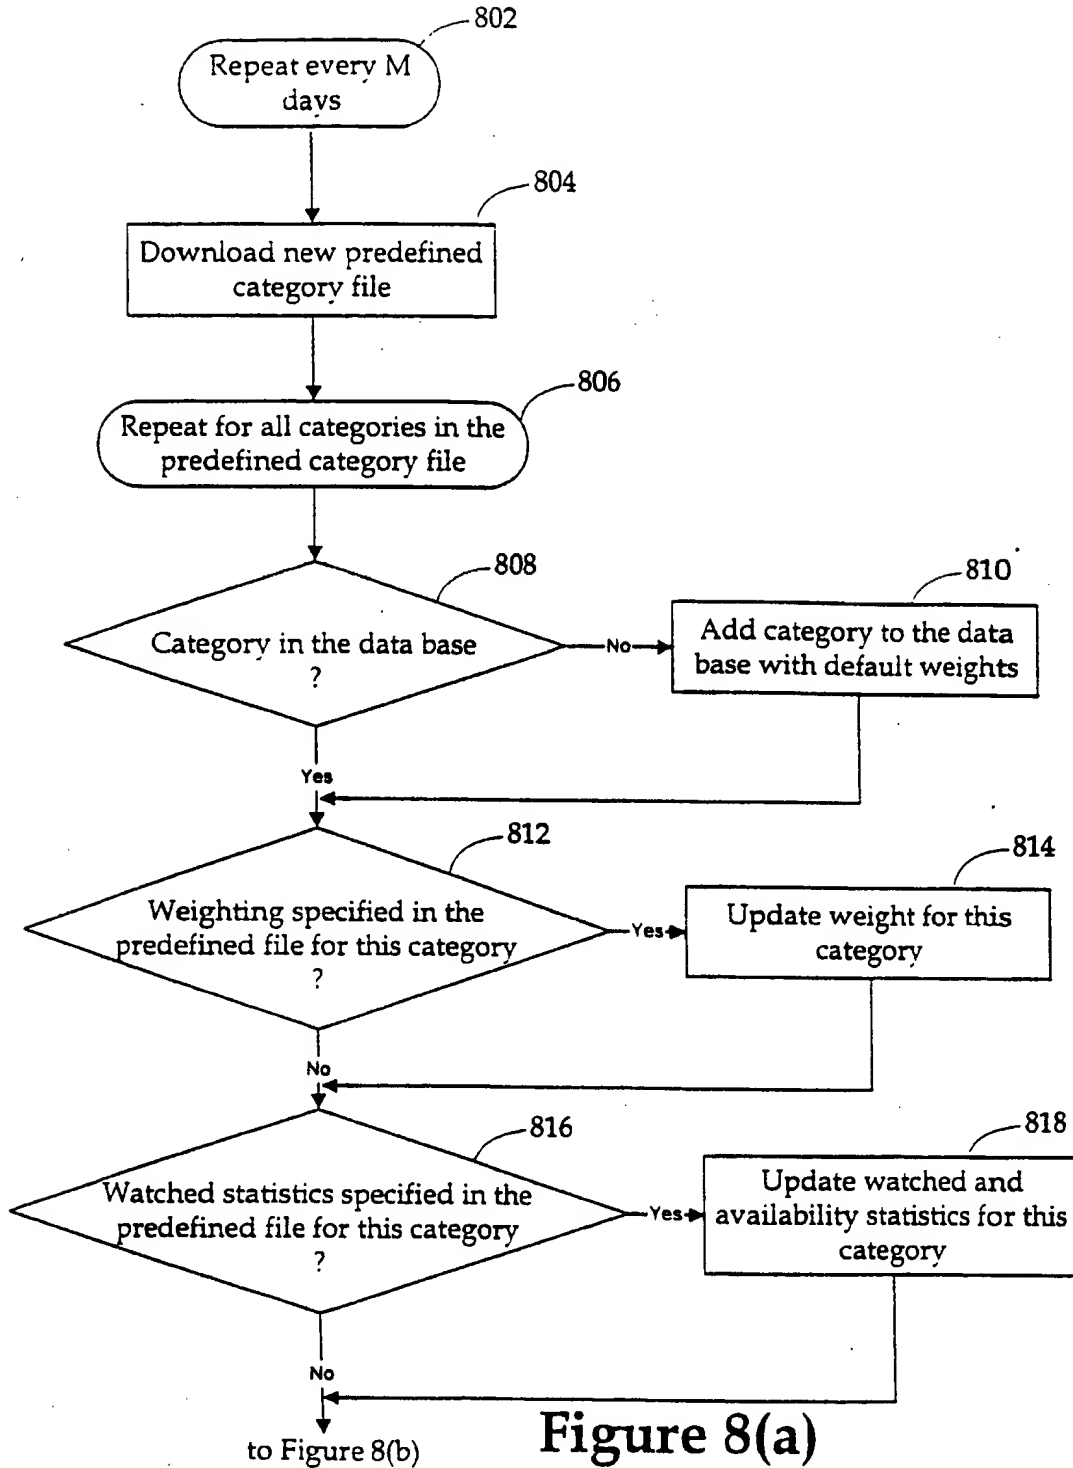 802
Repeat every M
days
804
Download new predefined
category file
806
Repeat for all categories in the
predefined category file
808
Category in the data base
?
No
810
Add category to the data
base with default weights
Yes
812
Weighting specified in the
predefined file for this category
?
Yes
814
Update weight for this
category
No
816
Watched statistics specified in the
predefined file for this category
?
Yes
818
Update watched and
availability statistics for this
category
No
to Figure 8(b)
Figure 8(a)